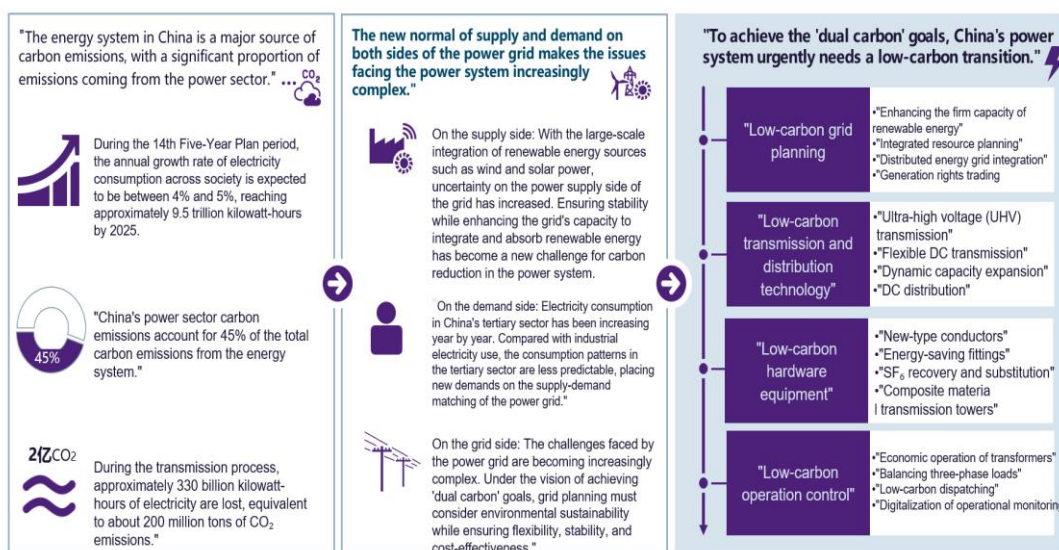 "The energy system in China is a major source of
carbon emissions, with a significant proportion of
emissions coming from the power sector." ...
CO₂
During the 14th Five-Year Plan period,
the annual growth rate of electricity
consumption across society is expected
to be between 4% and 5%, reaching
approximately 9.5 trillion kilowatt-hours
by 2025.
45%
"China's power sector carbon
emissions account for 45% of the total
carbon emissions from the energy
system."
2亿CO2
During the transmission process,
approximately 330 billion kilowatt-
hours of electricity are lost, equivalent
to about 200 million tons of CO₂
emissions."
The new normal of supply and demand on
both sides of the power grid makes the issues
facing the power system increasingly
complex."
On the supply side: With the large-scale
integration of renewable energy sources
such as wind and solar power,
uncertainty on the power supply side of
the grid has increased. Ensuring stability
while enhancing the grid's capacity to
integrate and absorb renewable energy
has become a new challenge for carbon
reduction in the power system.
On the demand side: Electricity consumption
in China's tertiary sector has been increasing
year by year. Compared with industrial
electricity use, the consumption patterns in
the tertiary sector are less predictable, placing
new demands on the supply-demand
matching of the power grid."
On the grid side: The challenges faced by
the power grid are becoming increasingly
complex. Under the vision of achieving
'dual carbon' goals, grid planning must
consider environmental sustainability
while ensuring flexibility, stability, and
cost-effectiveness."
"To achieve the 'dual carbon' goals, China's power
system urgently needs a low-carbon transition."
"Low-carbon grid
planning"
•"Enhancing the firm capacity of
renewable energy"
•"Integrated resource planning"
•"Distributed energy grid integration"
•"Generation rights trading
"Low-carbon
transmission and
distribution
technology"
•"Ultra-high voltage (UHV)
transmission"
•"Flexible DC transmission"
•"Dynamic capacity expansion"
•"DC distribution"
"Low-carbon
hardware
equipment"
•"New-type conductors"
•"Energy-saving fittings"
•"SF₆ recovery and substitution"
•"Composite materia
l transmission towers"
"Low-carbon
operation control"
•"Economic operation of transformers"
•"Balancing three-phase loads"
•"Low-carbon dispatching"
•"Digitalization of operational monitorin